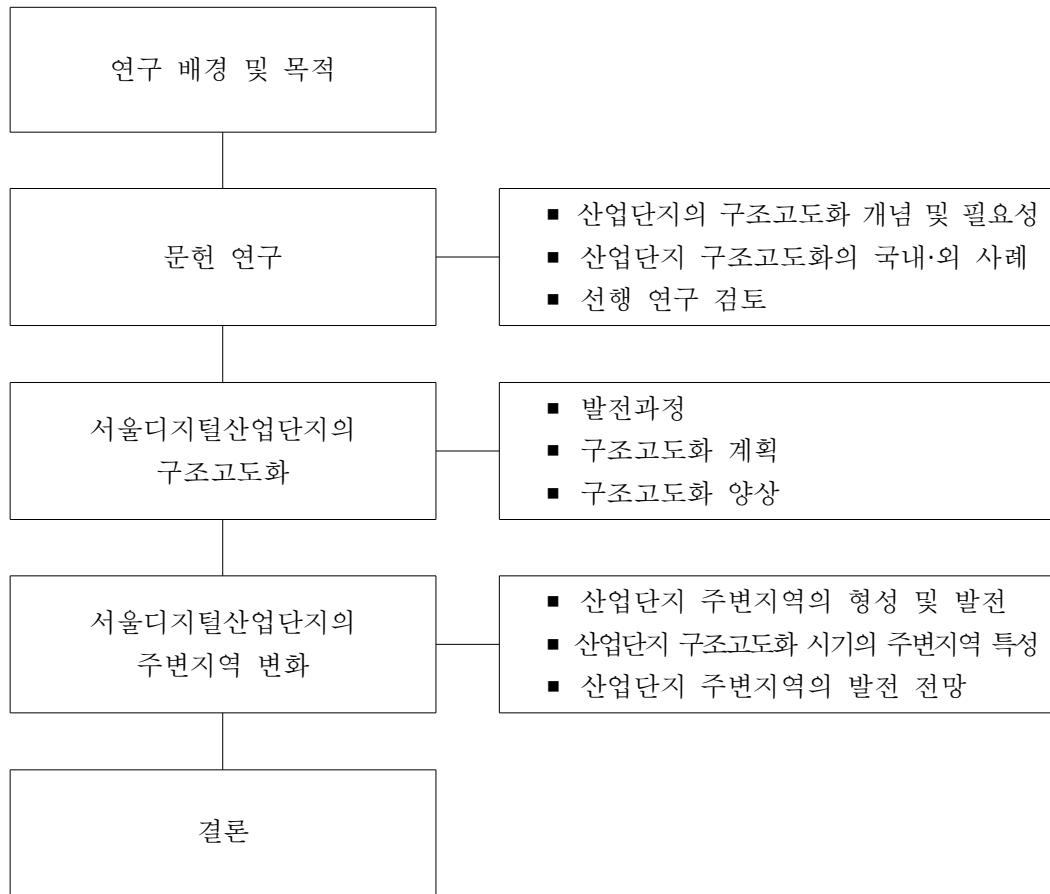 연구 배경 및 목적
문헌 연구
■ 산업단지의 구조고도화 개념 및 필요성
■ 산업단지 구조고도화의 국내·외 사례
■ 선행 연구 검토
서울디지털산업단지의
구조고도화
■ 발전과정
■ 구조고도화 계획
■ 구조고도화 양상
서울디지털산업단지의
주변지역 변화
■ 산업단지 주변지역의 형성 및 발전
■ 산업단지 구조고도화 시기의 주변지역 특성
■ 산업단지 주변지역의 발전 전망
결론